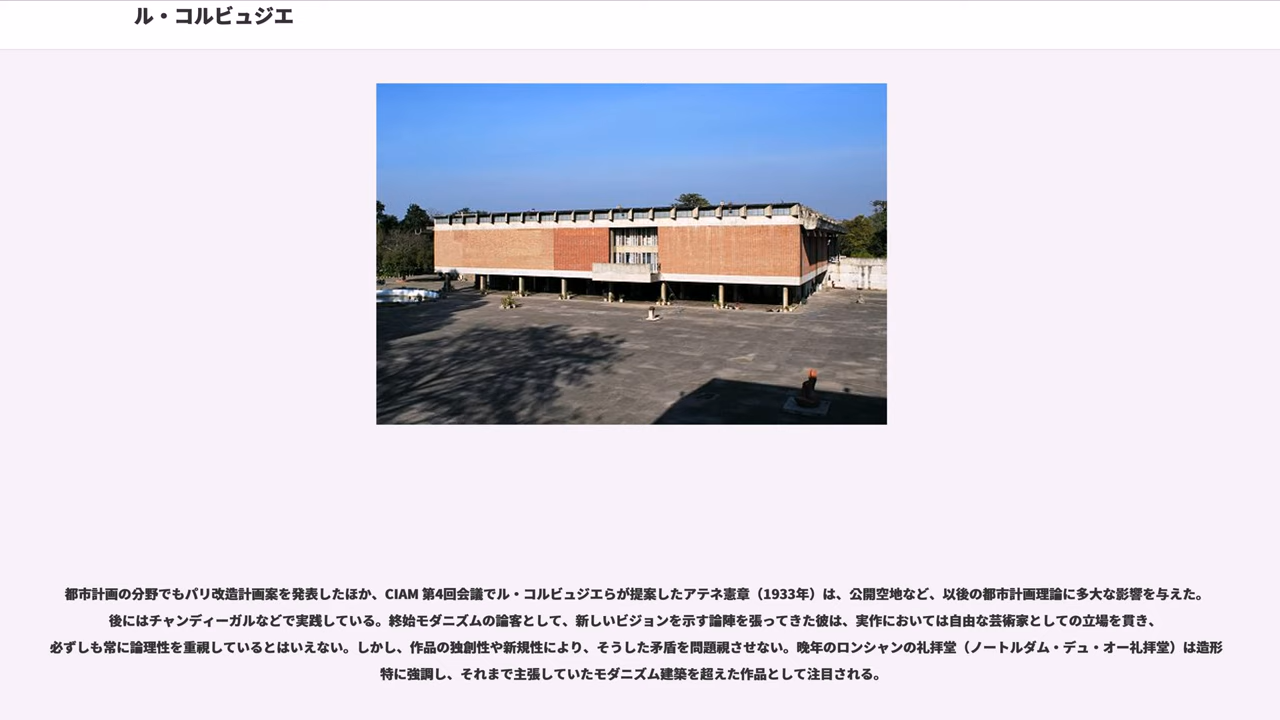 ル・コルビュジエ
都市計画の分野でもパリ改造計画案を発表したほか、CIAM 第4回会議でル・コルビュジエらが提案したアテネ憲章（1933年）は、公開空地など、以後の都市計画理論に多大な影響を与えた。
後にはチャンディーガルなどで実践している。終始モダニズムの論客として、新しいビジョンを示す論陣を張ってきた彼は、実作においては自由な芸術家としての立場を貫き、
必ずしも常に論理性を重視しているとはいえない。しかし、作品の独創性や新規性により、そうした矛盾を問題視させない。晩年のロンシャンの礼拝堂（ノートルダム・デュ・オー礼拝堂）は造形
特に強調し、それまで主張していたモダニズム建築を超えた作品として注目される。